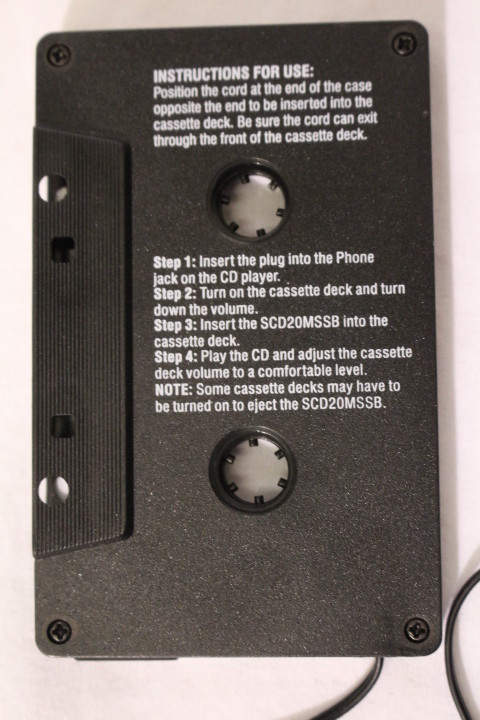 INSTRUCTIONS FOR USE:
Position the cord at the end of the case
opposite the end to be inserted into the
cassette deck. Be sure the cord can exit
through the front of the cassette deck.
Step 1: Insert the plug into the Phone
jack on the CD player.
Step 2: Turn on the cassette deck and turn
down the volume.
Step 3: Insert the SCD20MSSB into the
cassette deck.
Step 4: Play the CD and adjust the cassette
deck volume to a comfortable level.
NOTE: Some cassette decks may have to
be turned on to eject the SCD20MSSB.